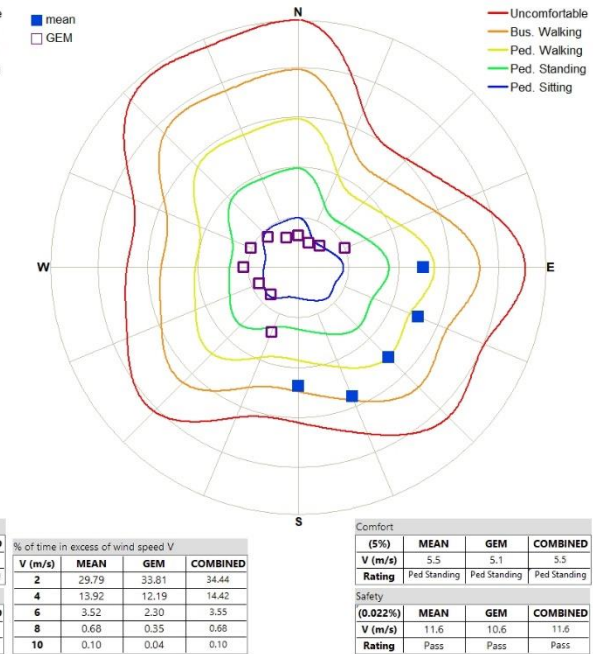 mean
GEM
N
Uncomfortable
Bus. Walking
Ped. Walking
Ped. Standing
Ped. Sitting
W
E
S
% of time in excess of wind speed V
V (m/s) MEAN GEM COMBINED
2 29.79 33.81 34.44
4 13.92 12.19 14.42
6 3.52 2.30 3.55
8 0.68 0.35 0.68
10 0.10 0.04 0.10
Comfort
(5%) MEAN GEM COMBINED
V (m/s) 5.5 5.1 5.5
Rating Ped Standing Ped Standing Ped Standing
Safety
(0.022%) MEAN GEM COMBINED
V (m/s) 11.6 10.6 11.6
Rating Pass Pass Pass